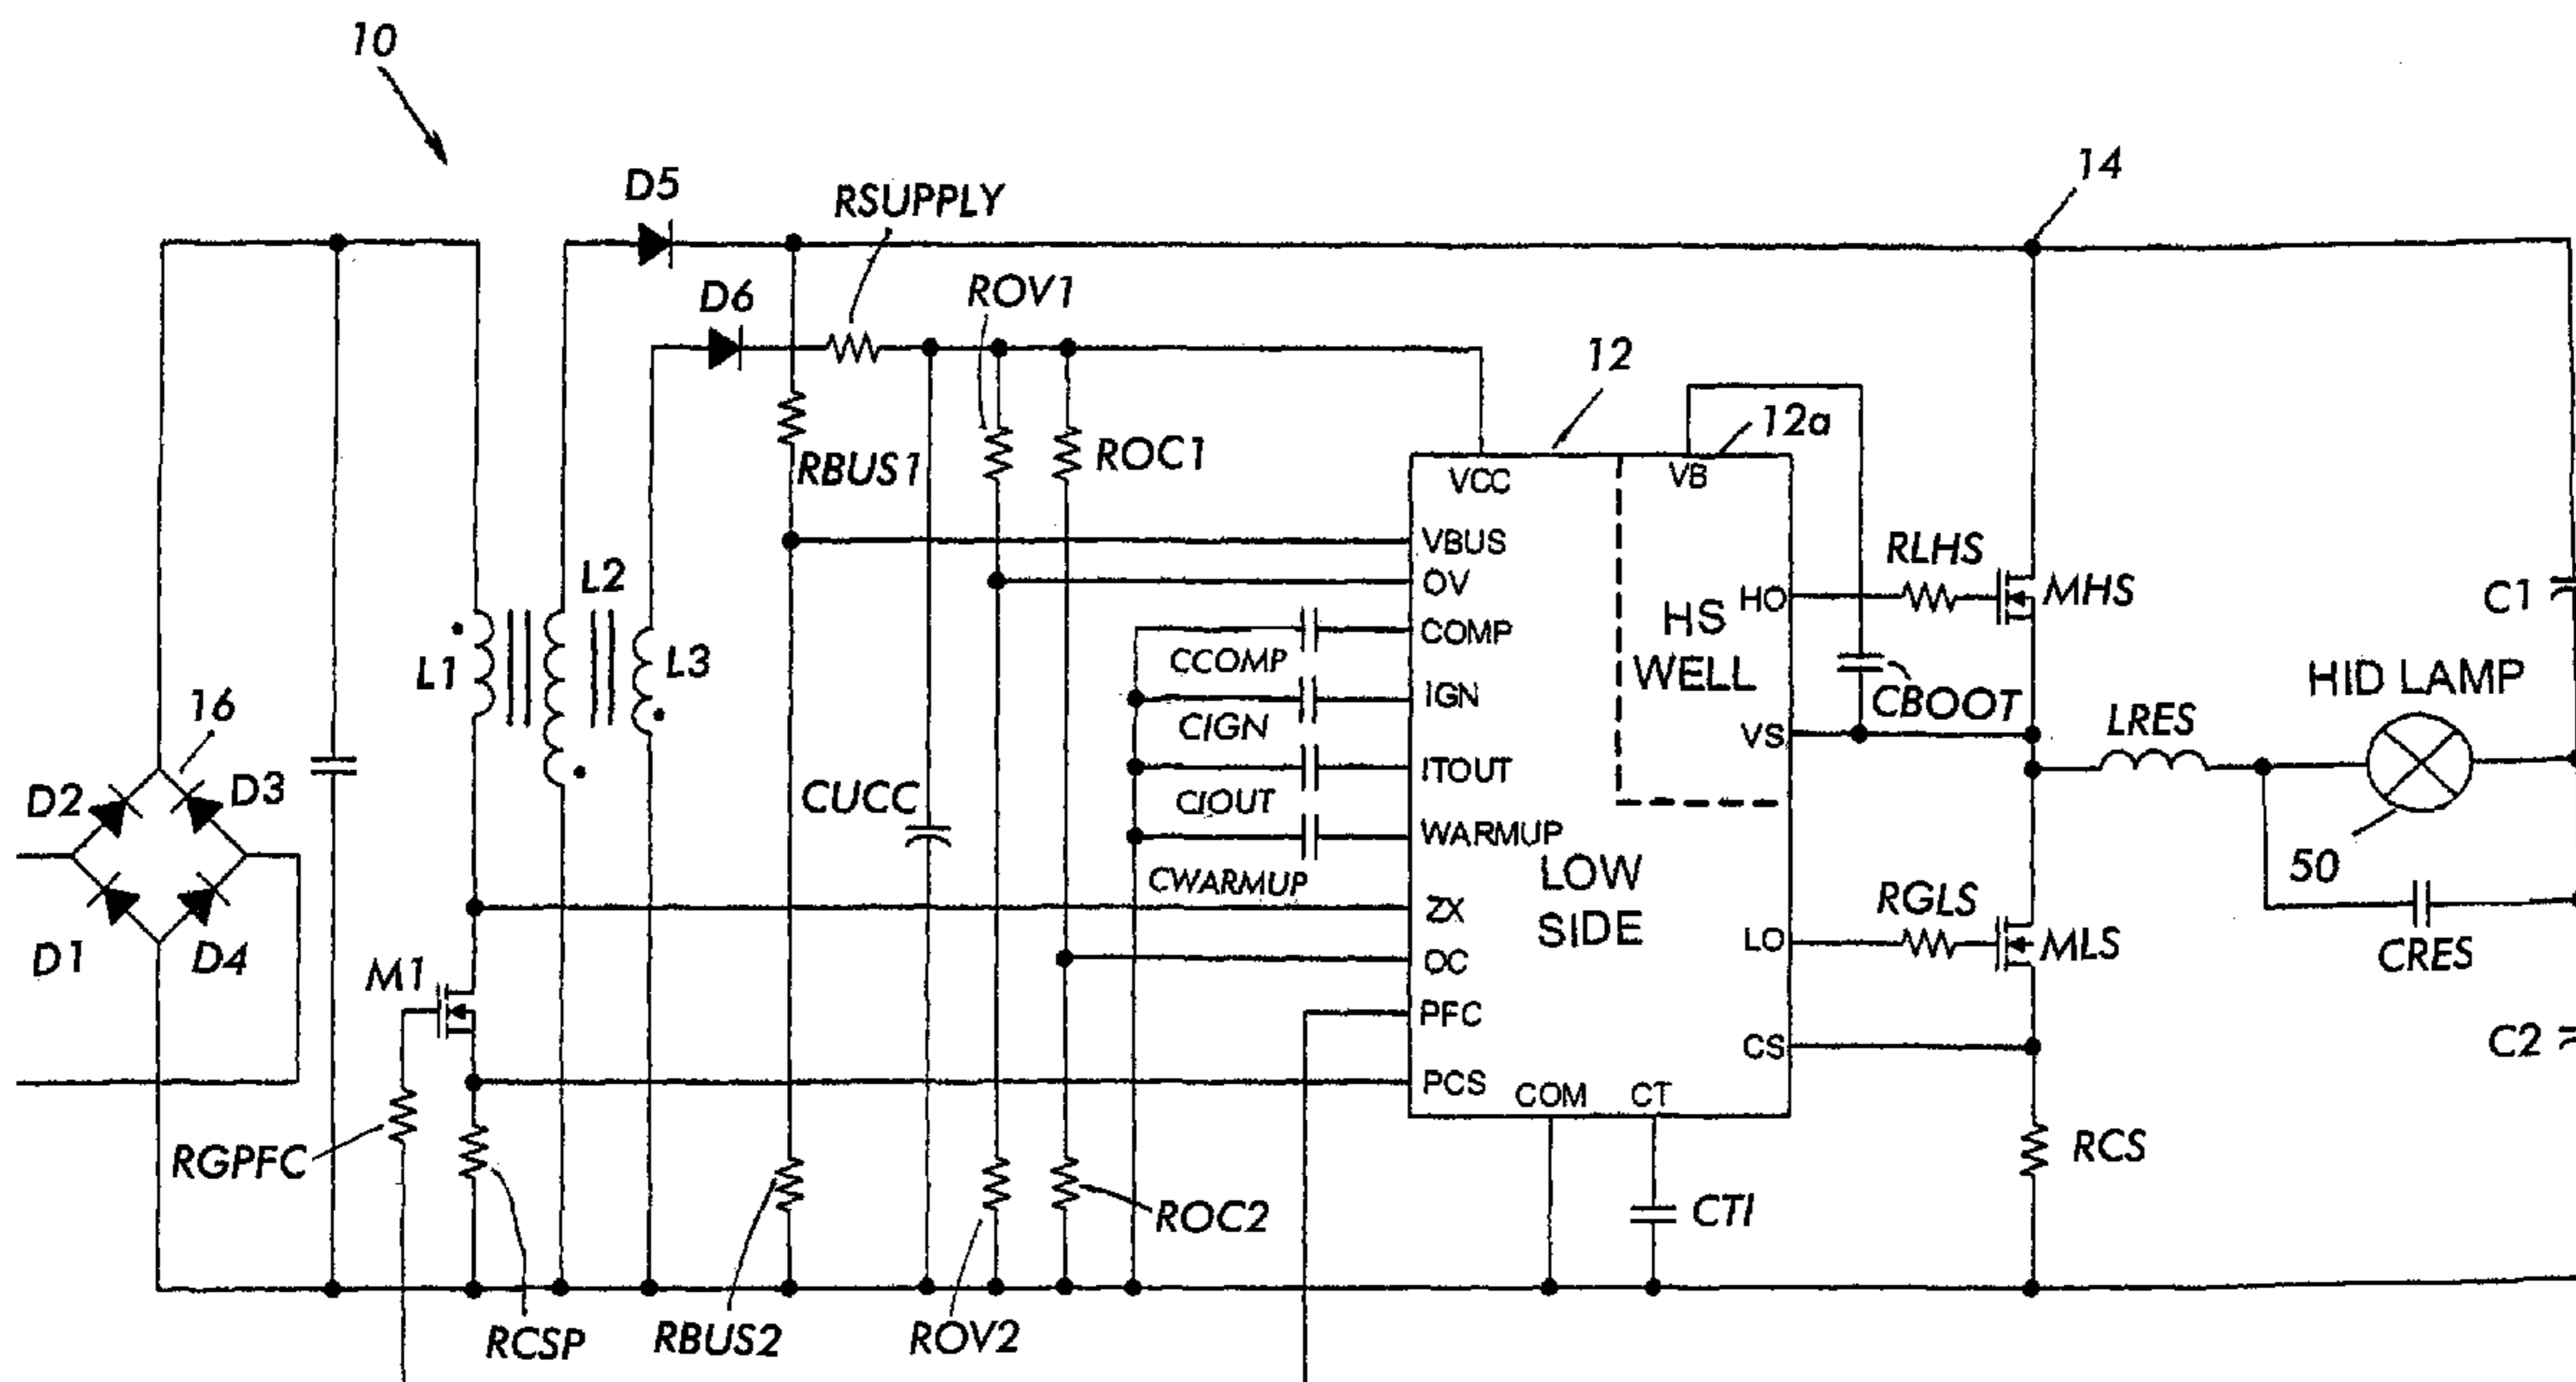 10
14
D5
RSUPPLY
D6
ROV1
12
12a
RBUS1
ROC1
VCC
VB
VBUS
OV
COMP
IGN
ITOUT
WARMUP
ZX
OC
PFC
PCS
COM
CT
HO
VS
LO
CS
HS
WELL
LOW
SIDE
CCOMP
CIGN
CIOUT
CWARMUP
RLHS
MHS
C1
HID LAMP
CBOOT
LRES
50
CRES
RGLS
MLS
C2
L1
L2
L3
16
D2
D3
D1
D4
CUCC
M1
RGPFC
RCSP
RBUS2
ROV2
ROC2
CTI
RCS